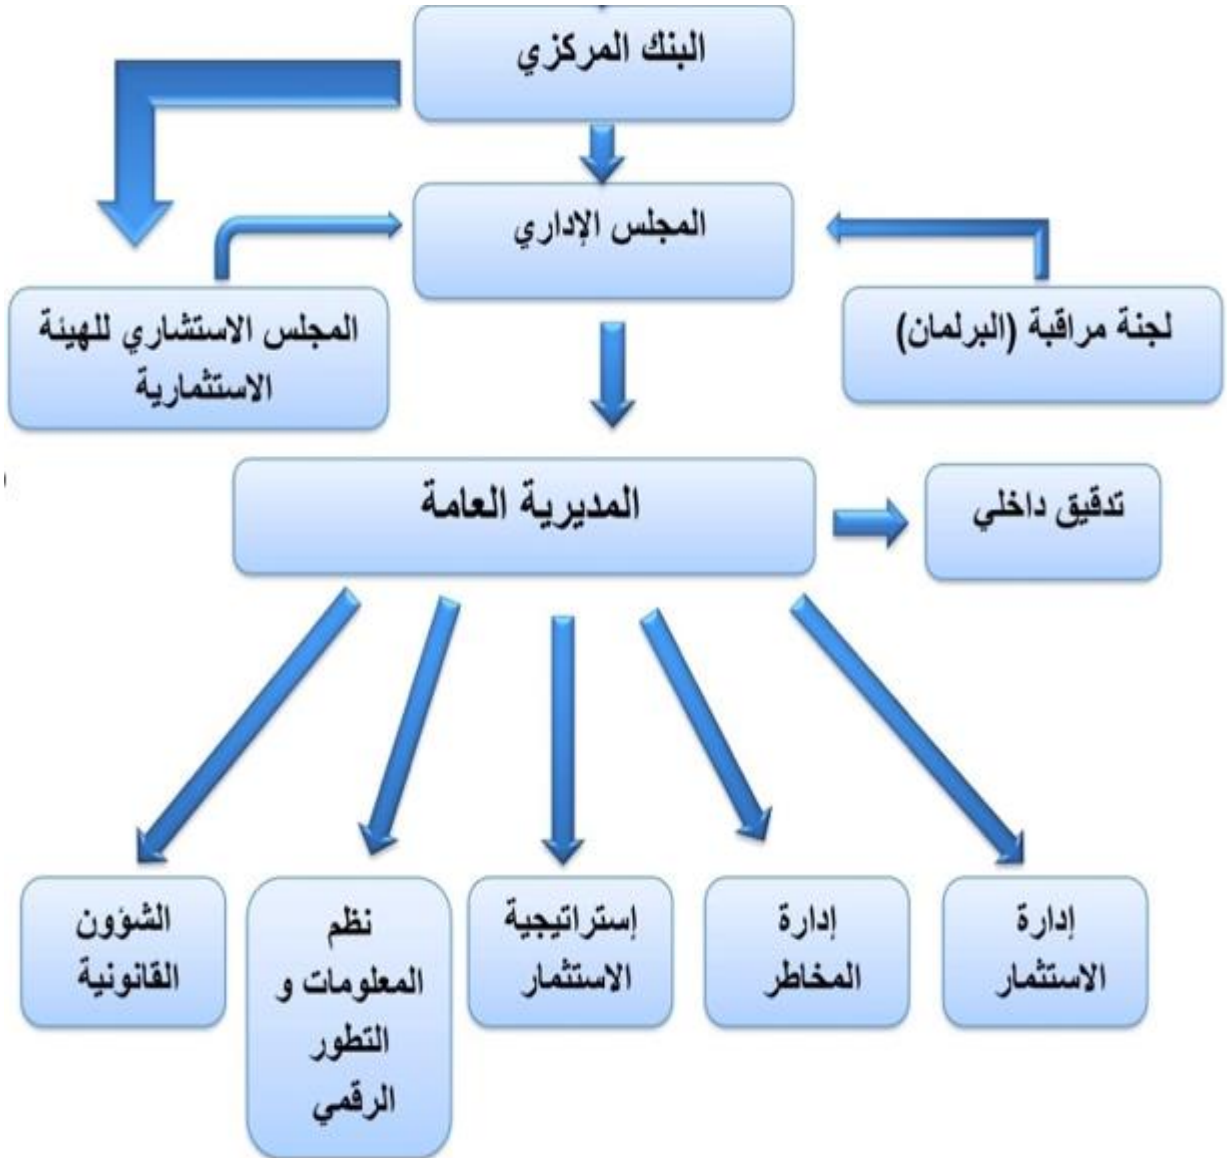 البنك المركزي
المجلس الإداري
لجنة مراقبة (البرلمان)
المجلس الاستشاري للهيئة
الاستثمارية
المديرية العامة
تدقيق داخلي
إدارة
الاستثمار
إدارة
المخاطر
إستراتيجية
الاستثمار
نظم
المعلومات و
التطور
الرقمي
الشؤون
القانونية